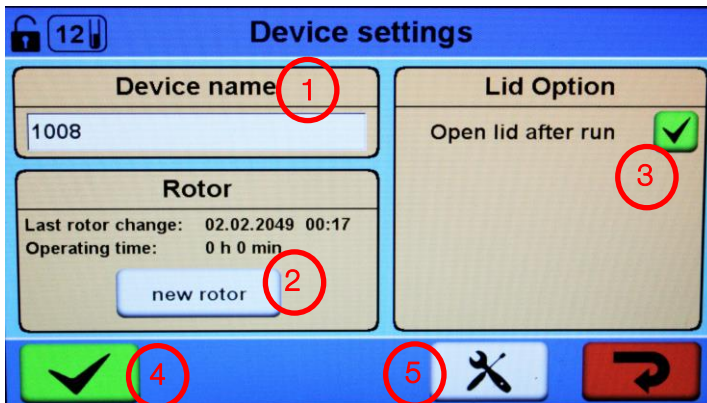 12
Device settings
Device name
1
1008
Lid Option
Open lid after run
3
Rotor
Last rotor change: 02.02.2049 00:17
Operating time: 0 h 0 min
2
new rotor
4
5